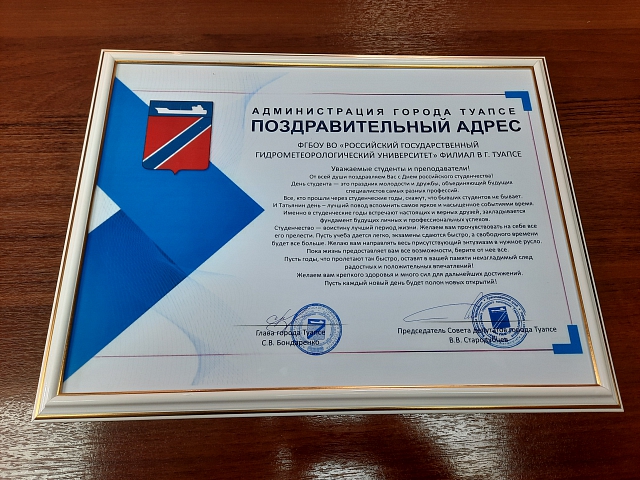 АДМИНИСТРАЦИЯ ГОРОДА ТУАПСЕ
ПОЗДРАВИТЕЛЬНЫЙ АДРЕС
ФГБОУ ВО «РОССИЙСКИЙ ГОСУДАРСТВЕННЫЙ
ГИДРОМЕТЕОРОЛОГИЧЕСКИЙ УНИВЕРСИТЕТ» ФИЛИАЛ В Г. ТУАПСЕ
Уважаемые студенты и преподаватели!
От всей души поздравляем Вас с Днем российского студенчества!
День студента — это праздник молодости и дружбы, объединяющий будущих
специалистов самых разных профессий.
Все, кто прошли через студенческие годы, скажут, что бывших студентов не бывает.
И Татьянин день – лучший повод вспомнить самое яркое и насыщенное событиями время.
Именно в студенческие годы встречают настоящих и верных друзей, закладывается
фундамент будущих личных и профессиональных успехов.
Студенчество — воистину лучший период жизни. Желаем вам прочувствовать на себе все
его прелести. Пусть учеба дается легко, экзамены сдаются быстро, а свободного времени
будет все больше. Желаю вам направлять весь присутствующий энтузиазм в нужное русло.
Пока жизнь предоставляет вам все возможности, берите от нее все.
Пусть годы, что пролетают так быстро, оставят в вашей памяти неизгладимый след
радостных и положительных впечатлений!
Желаем вам крепкого здоровья и много сил для дальнейших достижений.
Пусть каждый новый день будет полон новых открытий!
Глава города Туапсе
С.В. Бондаренко
Председатель Совета депутатов города Туапсе
В.В. Стародубцев